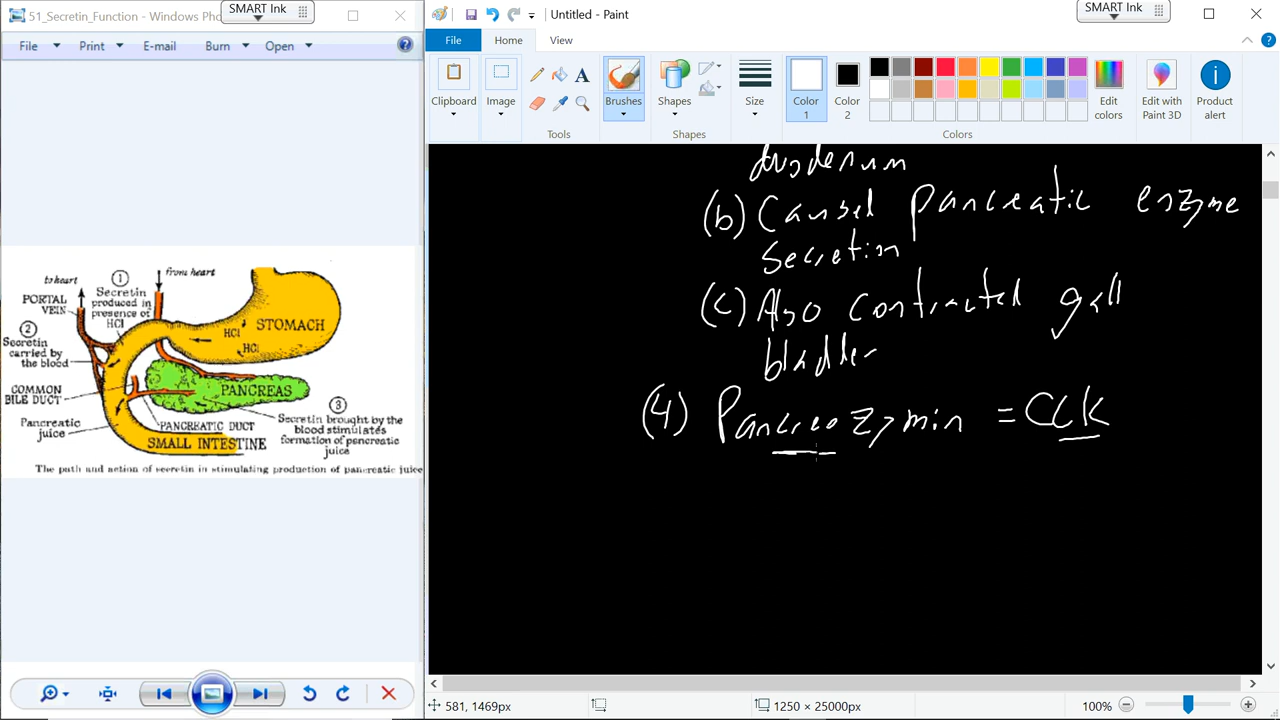 51_Secretin_Function - Windows Pho
SMART Ink
File Print E-mail Burn Open
to heart
from heart
PORTAL
VEIN
1
Secretin
produced in
presence of
HCl
STOMACH
HCl
HCl
2
Secretin
carried by
the blood
COMMON
BILE DUCT
PANCREAS
Pancreatic
juice
PANCREATIC DUCT
SMALL INTESTINE
3
Secretin brought by the
blood stimulates
formation of pancreatic
juice
The path and action of secretin in stimulating production of pancreatic juice
Untitled - Paint
SMART Ink
File Home View
Clipboard
Image
Tools
Brushes
Shapes
Shapes
Size
Color
1
Color
2
Edit
colors
Colors
Edit with
Paint 3D
Product
alert
duodenum
(b) Caused pancreatic enzyme
secretion
(c) Also contracted gall
bladder
(4) Pancreozymin = CCK
581, 1469px
1250 × 25000px
100%